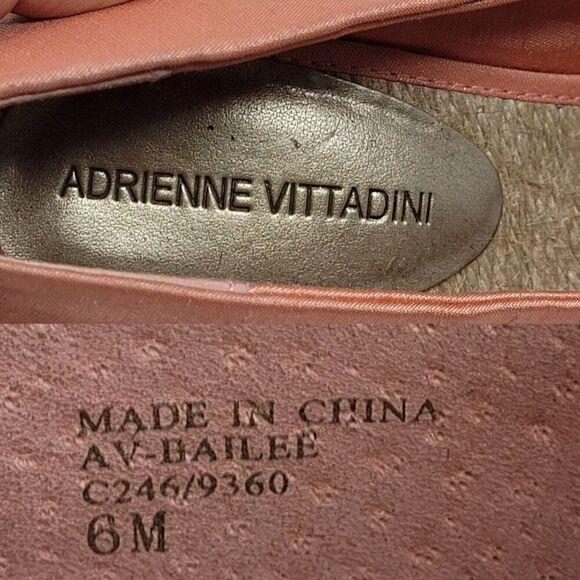 ADRIENNE VITTADINI
MADE IN CHINA
AV-BAILEE
C246/9360
6M